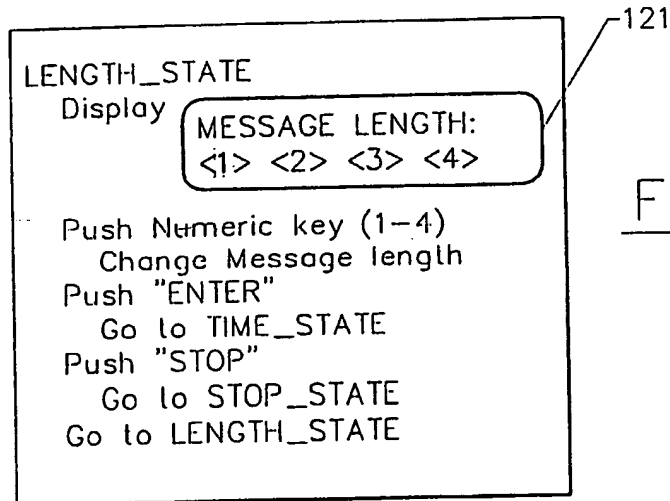 121
LENGTH_STATE
Display
MESSAGE LENGTH:
<1> <2> <3> <4>
Push Numeric key (1-4)
Change Message length
Push "ENTER"
Go to TIME_STATE
Push "STOP"
Go to STOP_STATE
Go to LENGTH_STATE
F